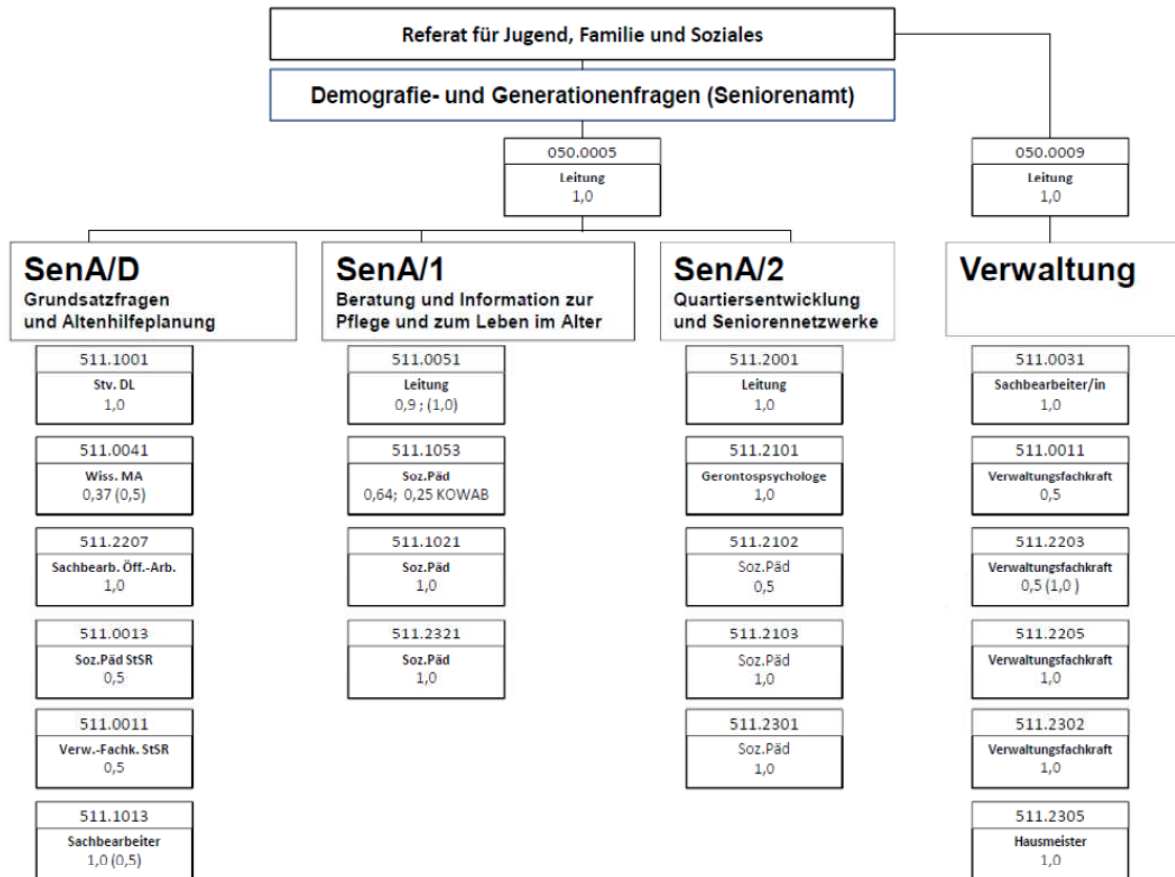 Referat für Jugend, Familie und Soziales
Demografie- und Generationenfragen (Seniorenamt)
050.0005
Leitung
1,0
050.0009
Leitung
1,0
SenA/D
Grundsatzfragen
und Altenhilfeplanung
511.1001
Stv. DL
1,0
511.0041
Wiss. MA
0,37 (0,5)
511.2207
Sachbearb. Öff.-Arb.
1,0
511.0013
Soz.Päd StSR
0,5
511.0011
Verw.-Fachk. StSR
0,5
511.1013
Sachbearbeiter
1,0 (0,5)
SenA/1
Beratung und Information zur
Pflege und zum Leben im Alter
511.0051
Leitung
0,9 ; (1,0)
511.1053
Soz.Päd
0,64; 0,25 KOWAB
511.1021
Soz.Päd
1,0
511.2321
Soz.Päd
1,0
SenA/2
Quartiersentwicklung
und Seniorennetzwerke
511.2001
Leitung
1,0
511.2101
Gerontospsychologe
1,0
511.2102
Soz.Päd
0,5
511.2103
Soz.Päd
1,0
511.2301
Soz.Päd
1,0
Verwaltung
511.0031
Sachbearbeiter/in
1,0
511.0011
Verwaltungsfachkraft
0,5
511.2203
Verwaltungsfachkraft
0,5 (1,0 )
511.2205
Verwaltungsfachkraft
1,0
511.2302
Verwaltungsfachkraft
1,0
511.2305
Hausmeister
1,0